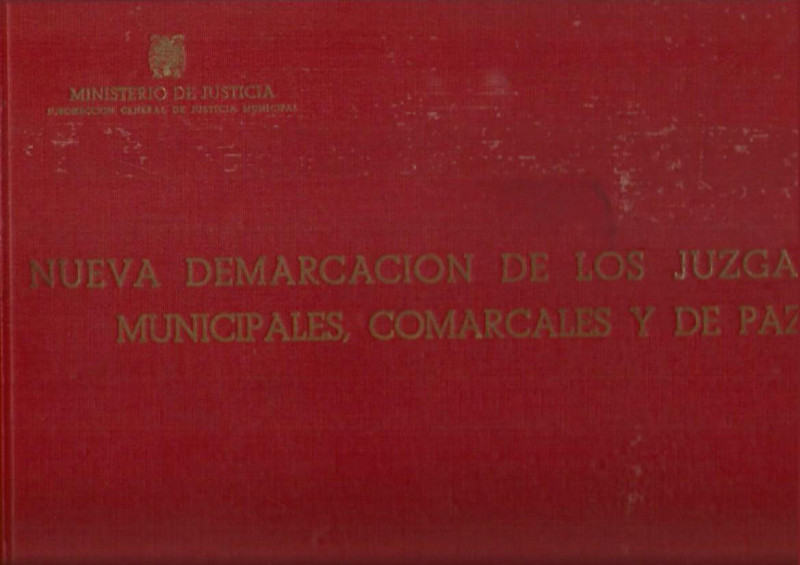 MINISTERIO DE JUSTICIA
SUBDIRECCION GENERAL DE JUSTICIA MUNICIPAL
NUEVA DEMARCACION DE LOS JUZGA
MUNICIPALES, COMARCALES Y DE PAZ